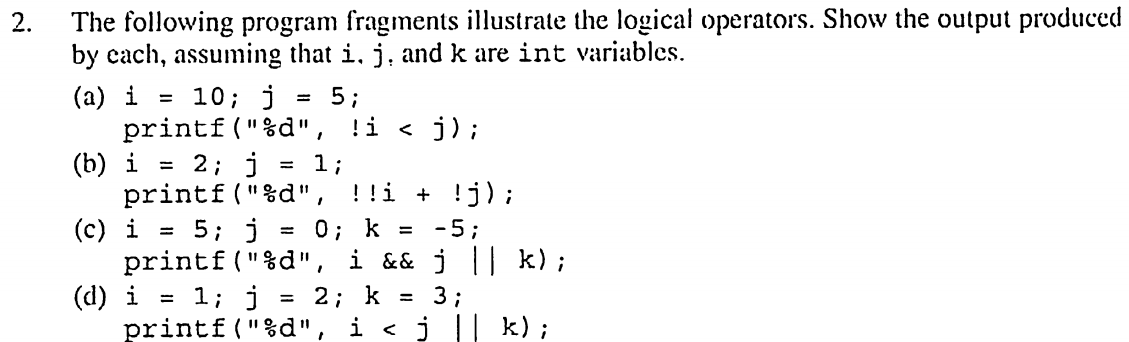 2. The following program fragments illustrate the logical operators. Show the output produced
by each, assuming that i, j, and k are int variables.
(a) i = 10; j = 5;
printf("%d", !i < j);
(b) i = 2; j = 1;
printf("%d", !!i + !j);
(c) i = 5; j = 0; k = -5;
printf("%d", i && j || k);
(d) i = 1; j = 2; k = 3;
printf("%d", i < j || k);